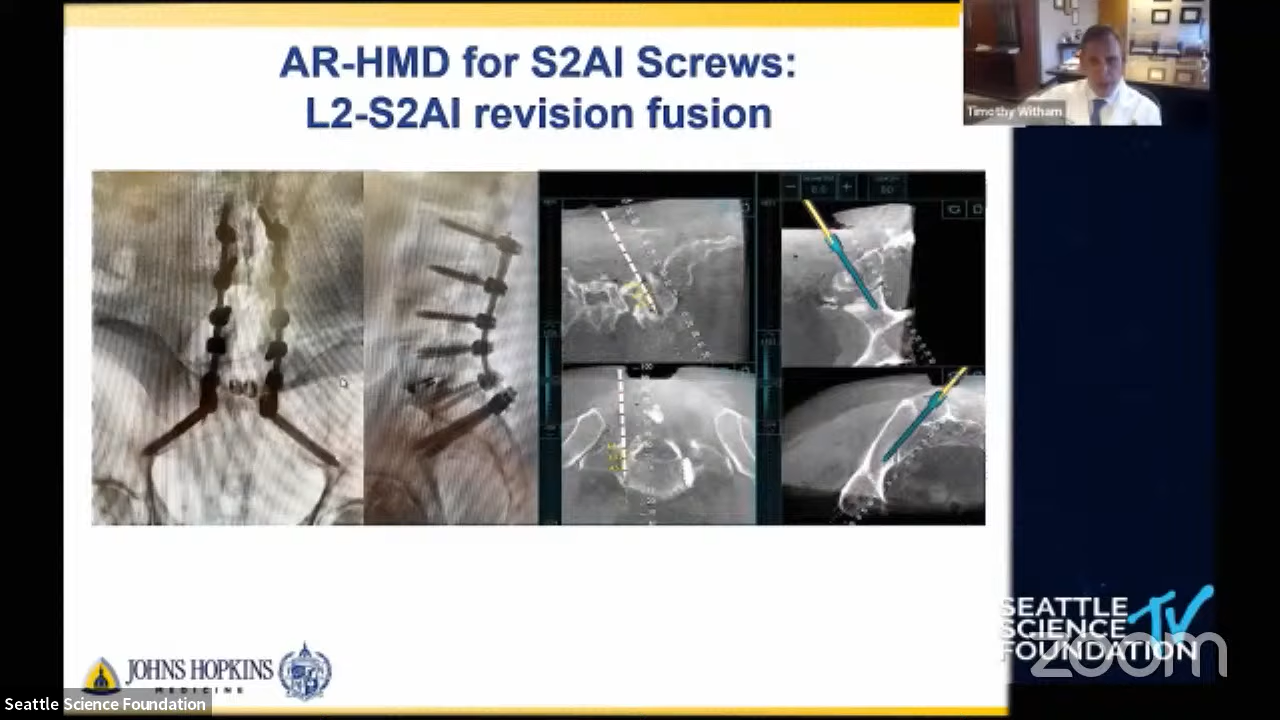 AR-HMD for S2AI Screws:
L2-S2AI revision fusion
Timothy Witham
100
JOHNS HOPKINS
MEDICINE
SEATTLE
SCIENCE
FOUNDATION
TV
zoom
Seattle Science Foundation